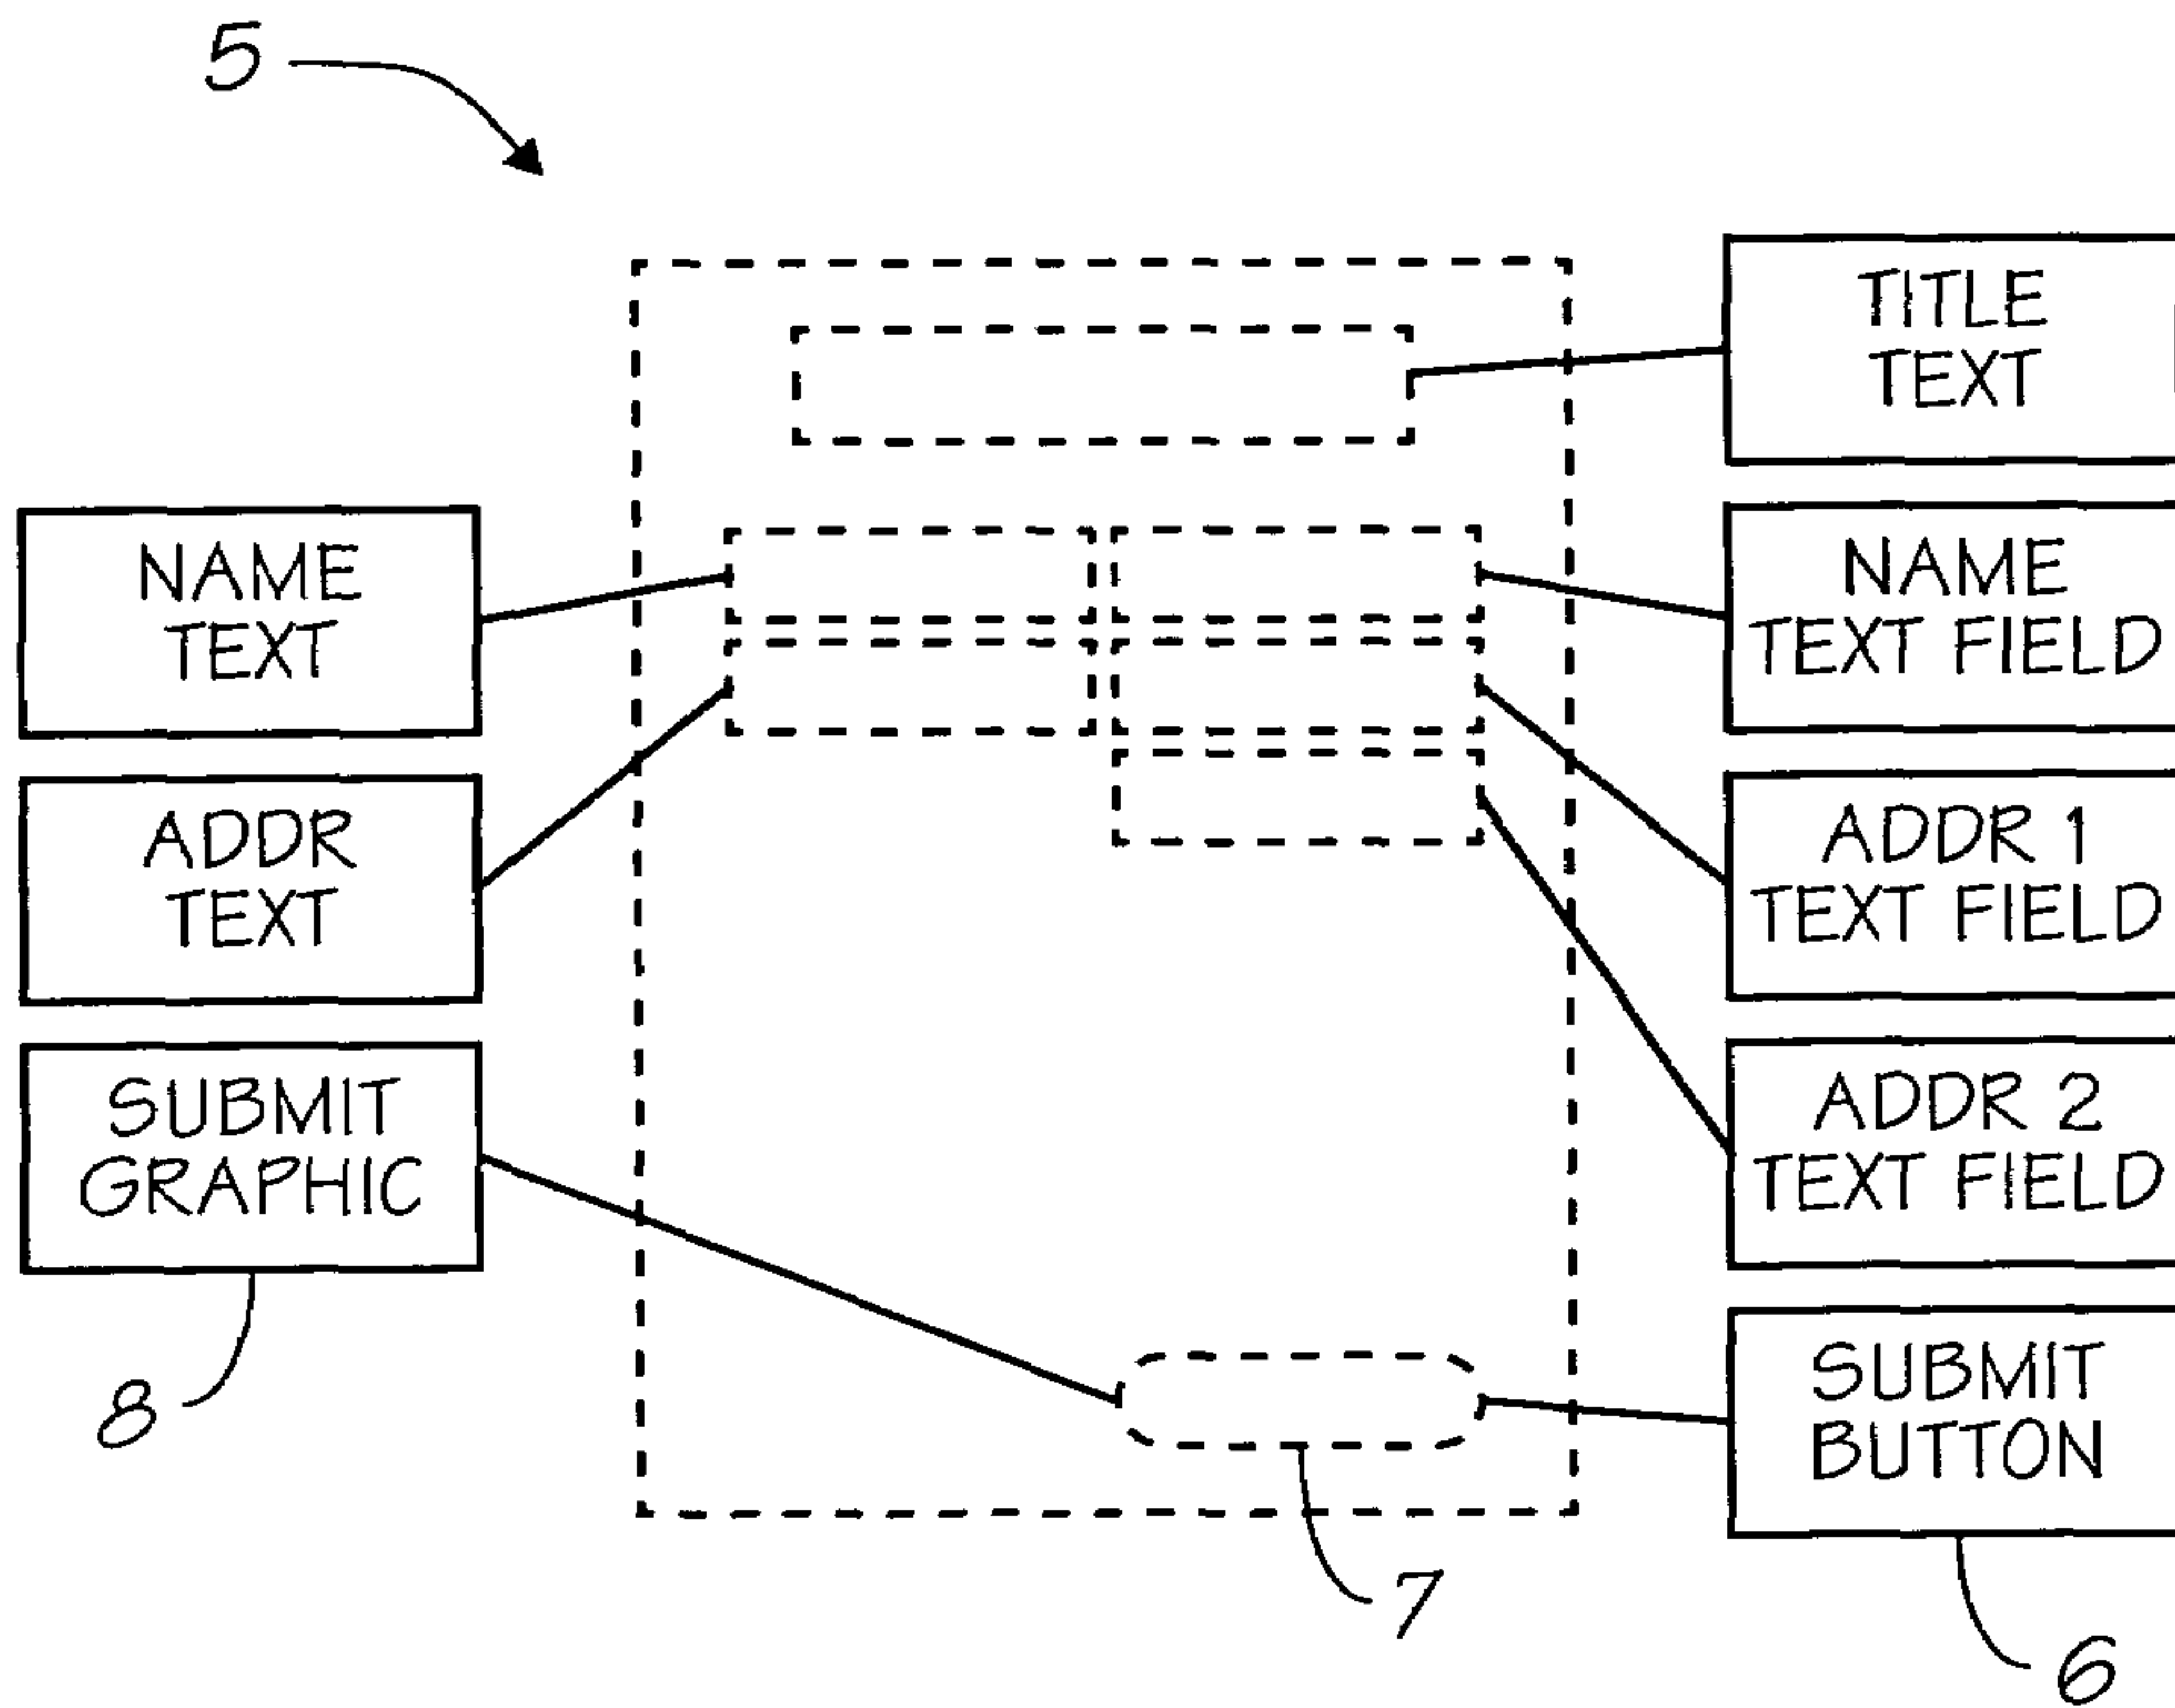 5
TITLE
TEXT
NAME
TEXT
NAME
TEXT FIELD
ADDR
TEXT
ADDR 1
TEXT FIELD
SUBMIT
GRAPHIC
ADDR 2
TEXT FIELD
SUBMIT
BUTTON
8
7
6